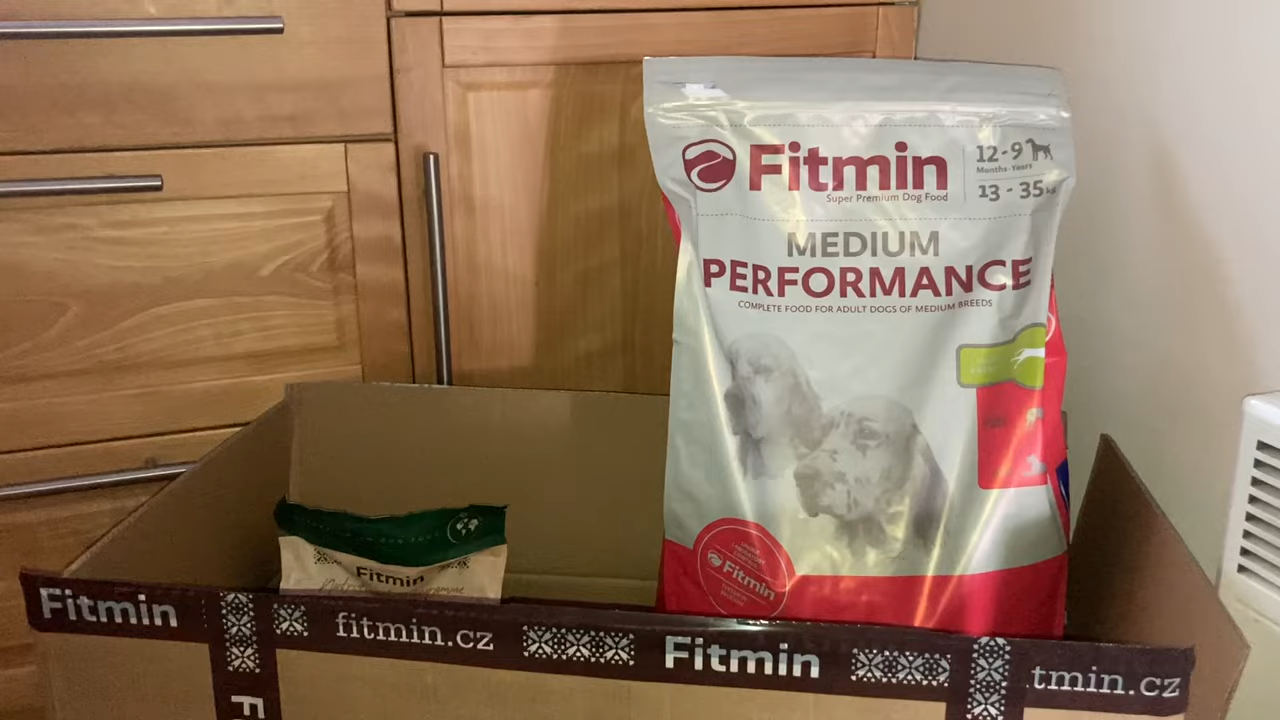 Fitmin
Super Premium Dog Food
12-9
Months-Years
13 - 35 kg
MEDIUM
PERFORMANCE
COMPLETE FOOD FOR ADULT DOGS OF MEDIUM BREEDS
Fitmin
Fitmin
Fitmin
fitmin.cz
Fitmin
tmin.cz